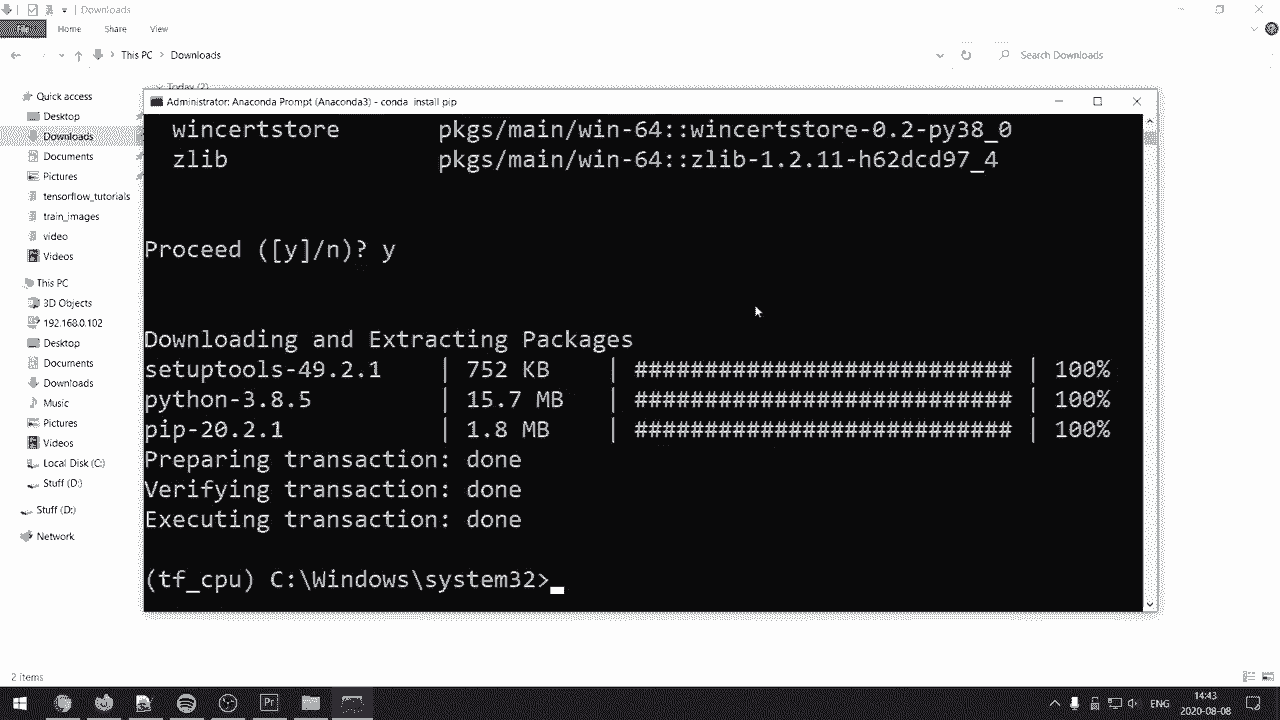 Downloads
File Home Share View
This PC > Downloads
Search Downloads
Today (2)
Quick access
Desktop
Downloads
Documents
Pictures
tensorflow_tutorials
train_images
video
Videos
This PC
3D Objects
192.168.0.102
Desktop
Documents
Downloads
Music
Pictures
Videos
Local Disk (C:)
Stuff (D:)
Stuff (D:)
Network
Administrator: Anaconda Prompt (Anaconda3) - conda install pip
wincertstore pkgs/main/win-64::wincertstore-0.2-py38_0
zlib pkgs/main/win-64::zlib-1.2.11-h62dcd97_4
Proceed ([y]/n)? y
Downloading and Extracting Packages
setuptools-49.2.1 | 752 KB | ########################### | 100%
python-3.8.5 | 15.7 MB | ########################### | 100%
pip-20.2.1 | 1.8 MB | ########################### | 100%
Preparing transaction: done
Verifying transaction: done
Executing transaction: done
(tf_cpu) C:\Windows\system32>
2 items
Pr
ENG
14:43
2020-08-08